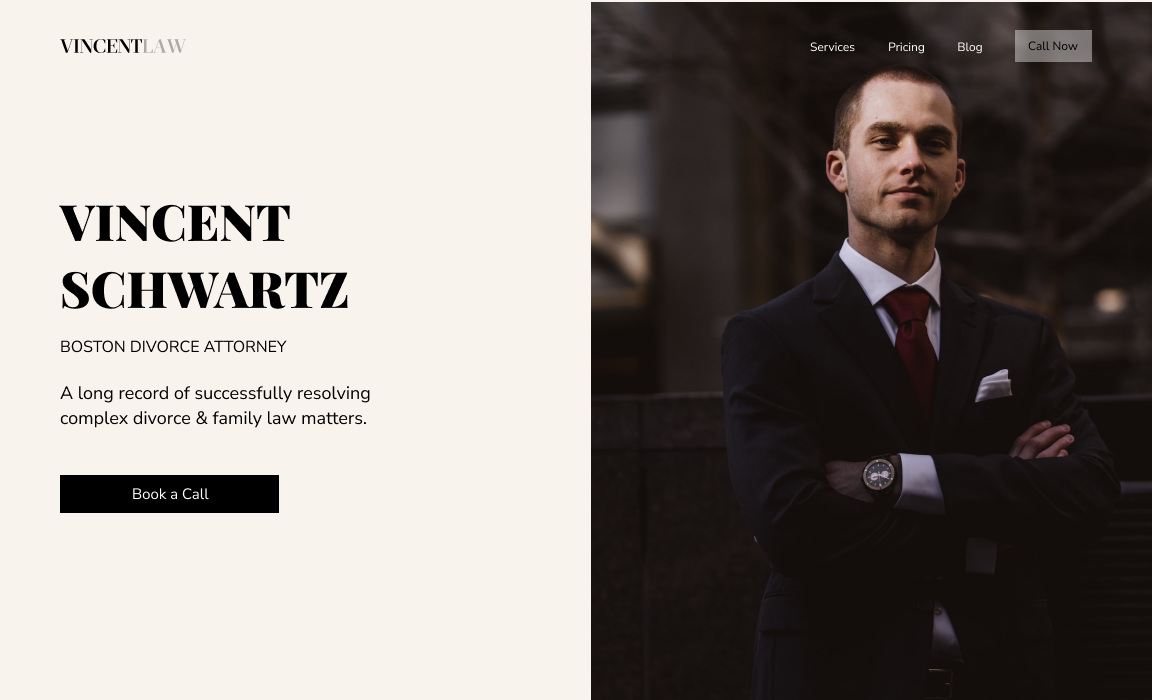 VINCENTLAW
Services Pricing Blog Call Now
VINCENT
SCHWARTZ
BOSTON DIVORCE ATTORNEY
A long record of successfully resolving
complex divorce & family law matters.
Book a Call